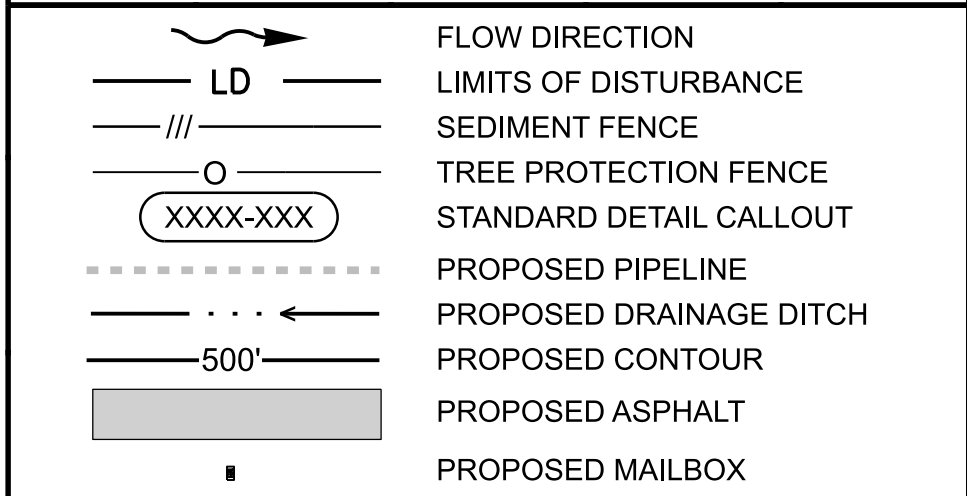 FLOW DIRECTION
LD LIMITS OF DISTURBANCE
/// SEDIMENT FENCE
O TREE PROTECTION FENCE
XXXX-XXX STANDARD DETAIL CALLOUT
PROPOSED PIPELINE
PROPOSED DRAINAGE DITCH
500' PROPOSED CONTOUR
PROPOSED ASPHALT
PROPOSED MAILBOX